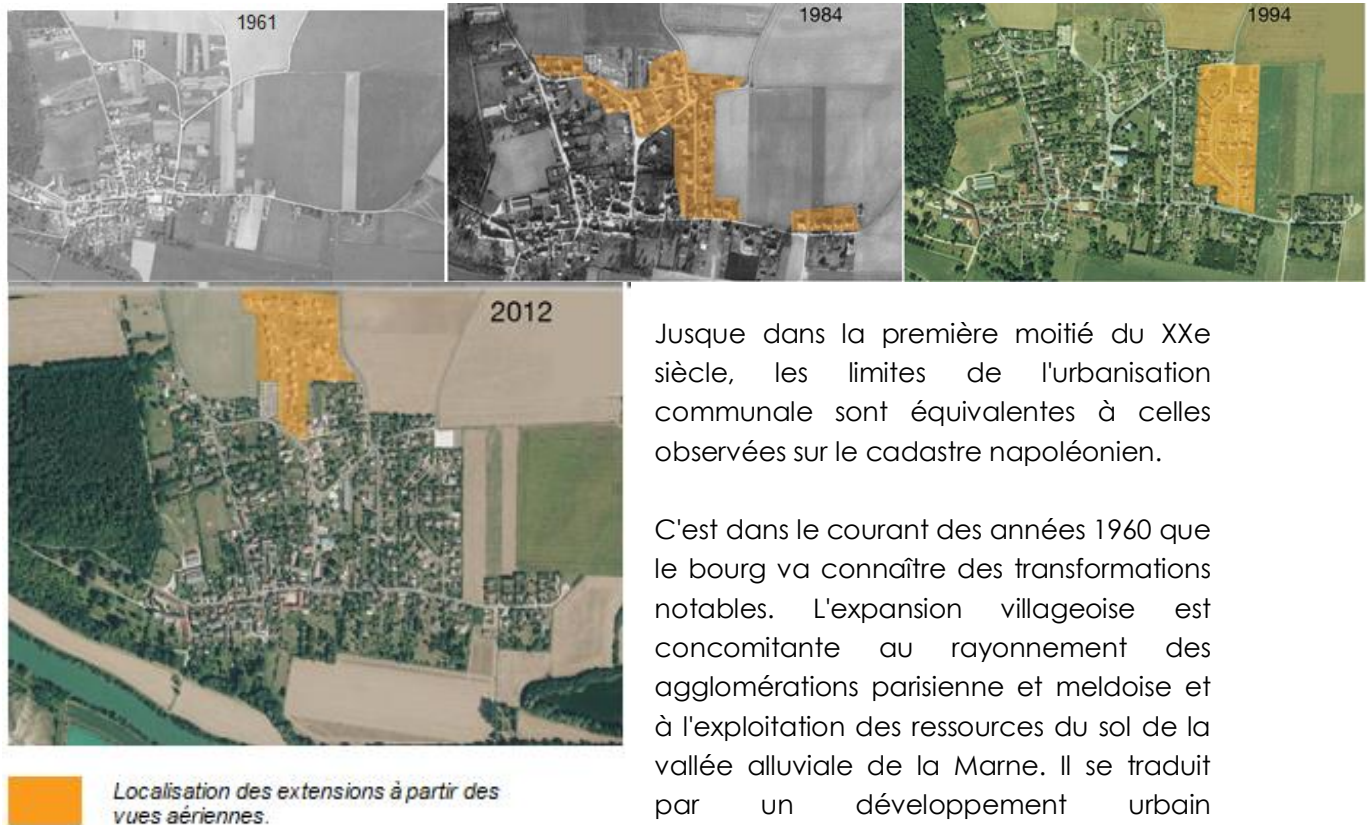 1961
1984
1994
2012
Jusque dans la première moitié du XXe
siècle, les limites de l'urbanisation
communale sont équivalentes à celles
observées sur le cadastre napoléonien.
C'est dans le courant des années 1960 que
le bourg va connaître des transformations
notables. L'expansion villageoise est
concomitante au rayonnement des
agglomérations parisienne et meldoise et
à l'exploitation des ressources du sol de la
vallée alluviale de la Marne. Il se traduit
par un développement urbain
Localisation des extensions à partir des
vues aériennes.